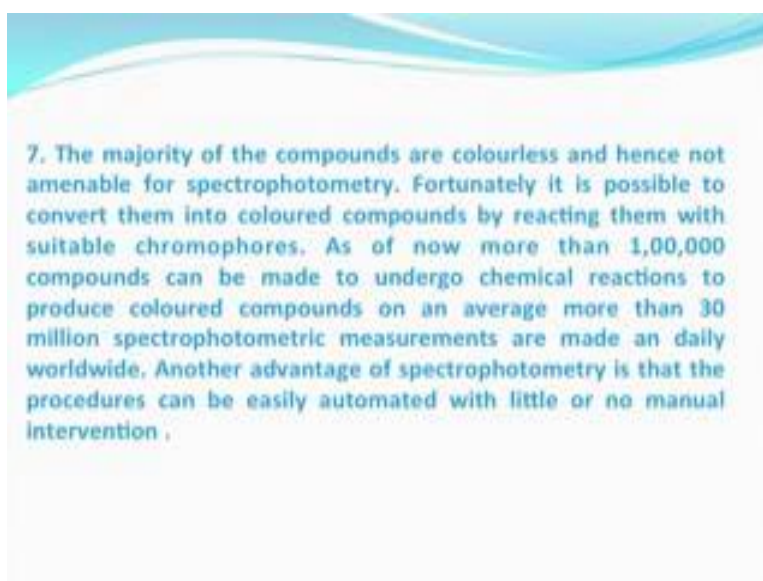 7. The majority of the compounds are colourless and hence not
amenable for spectrophotometry. Fortunately it is possible to
convert them into coloured compounds by reacting them with
suitable chromophores. As of now more than 1,00,000
compounds can be made to undergo chemical reactions to
produce coloured compounds on an average more than 30
million spectrophotometric measurements are made an daily
worldwide. Another advantage of spectrophotometry is that the
procedures can be easily automated with little or no manual
intervention .